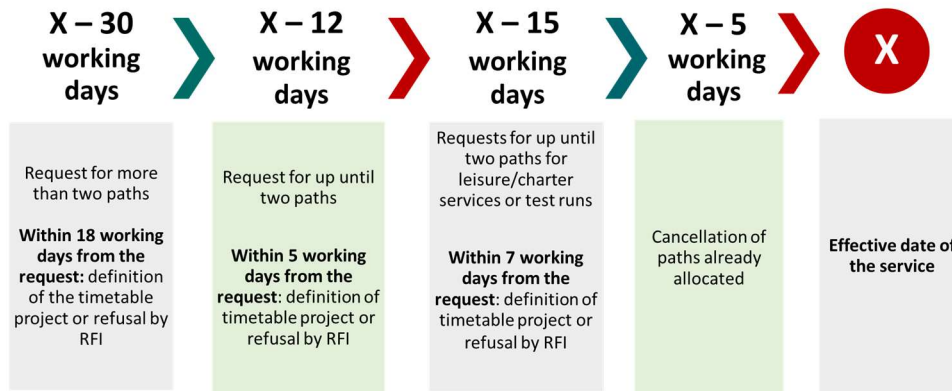 X – 30
working
days
X – 12
working
days
X – 15
working
days
X – 5
working
days
X
Request for more
than two paths
Within 18 working
days from the
request: definition
of the timetable
project or refusal by
RFI
Request for up until
two paths
Within 5 working
days from the
request: definition of
timetable project or
refusal by RFI
Requests for up until
two paths for
leisure/charter
services or test runs
Within 7 working
days from the
request: definition of
timetable project or
refusal by RFI
Cancellation of
paths already
allocated
Effective date of
the service